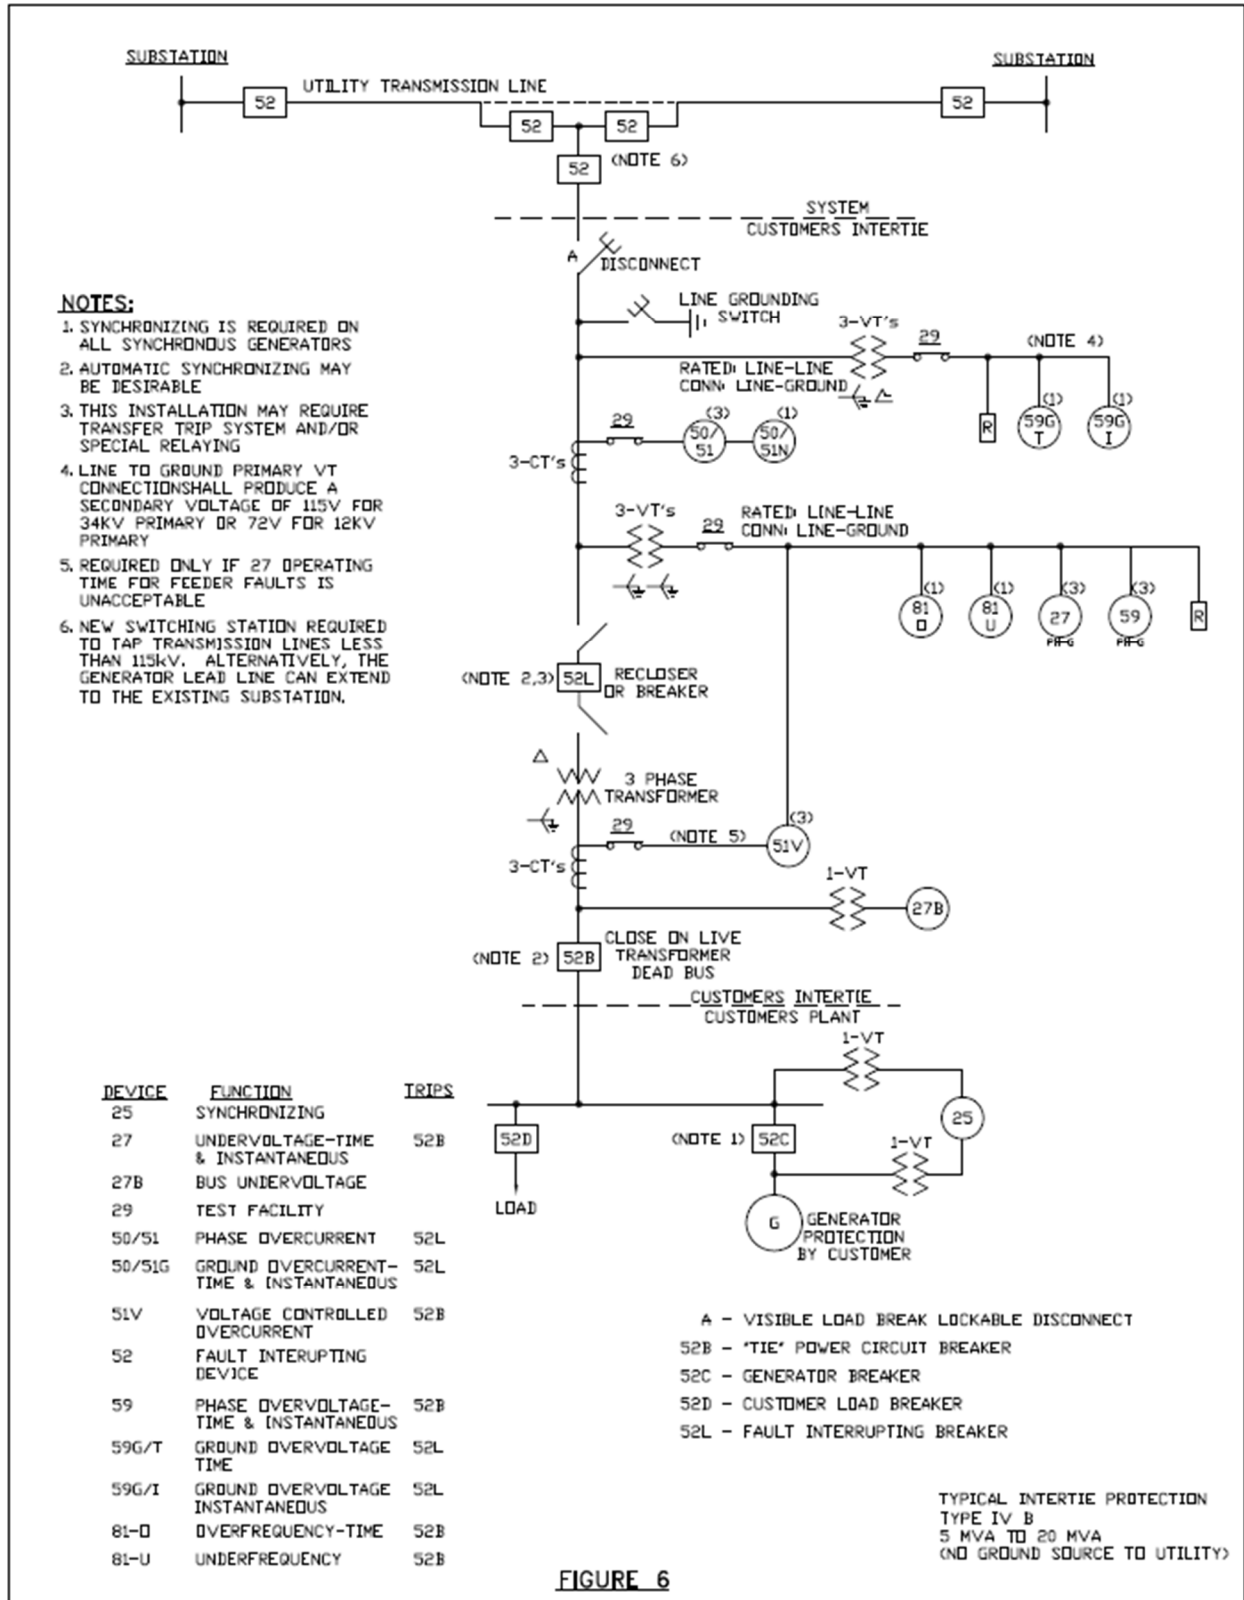 SUBSTATION
SUBSTATION
UTILITY TRANSMISSION LINE
52
52
52
52
52
(NOTE 6)
SYSTEM
CUSTOMERS INTERTIE
A
DISCONNECT
LINE GROUNDING
SWITCH
3-VT's
29
(NOTE 4)
RATED: LINE-LINE
CONN: LINE-GROUND
R
(1)
59G
T
(1)
59G
I
29
(3)
50/
51
(1)
50/
51N
3-CT's
3-VT's
29
RATED: LINE-LINE
CONN: LINE-GROUND
(1)
81
O
(1)
81
U
(3)
27
PH-G
(3)
59
PH-G
R
(NOTE 2,3)
52L
RECLOSER
OR BREAKER
3 PHASE
TRANSFORMER
29
(NOTE 5)
(3)
51V
3-CT's
1-VT
27B
(NOTE 2)
52B
CLOSE ON LIVE
TRANSFORMER
DEAD BUS
CUSTOMERS INTERTIE
CUSTOMERS PLANT
1-VT
25
52D
(NOTE 1)
52C
1-VT
LOAD
G
GENERATOR
PROTECTION
BY CUSTOMER
NOTES:
1. SYNCHRONIZING IS REQUIRED ON
ALL SYNCHRONOUS GENERATORS
2. AUTOMATIC SYNCHRONIZING MAY
BE DESIRABLE
3. THIS INSTALLATION MAY REQUIRE
TRANSFER TRIP SYSTEM AND/OR
SPECIAL RELAYING
4. LINE TO GROUND PRIMARY VT
CONNECTIONSHALL PRODUCE A
SECONDARY VOLTAGE OF 115V FOR
34KV PRIMARY OR 72V FOR 12KV
PRIMARY
5. REQUIRED ONLY IF 27 OPERATING
TIME FOR FEEDER FAULTS IS
UNACCEPTABLE
6. NEW SWITCHING STATION REQUIRED
TO TAP TRANSMISSION LINES LESS
THAN 115kV. ALTERNATIVELY, THE
GENERATOR LEAD LINE CAN EXTEND
TO THE EXISTING SUBSTATION.
DEVICE FUNCTION TRIPS
25 SYNCHRONIZING
27 UNDERVOLTAGE-TIME 52B
& INSTANTANEOUS
27B BUS UNDERVOLTAGE
29 TEST FACILITY
50/51 PHASE OVERCURRENT 52L
50/51G GROUND OVERCURRENT- 52L
TIME & INSTANTANEOUS
51V VOLTAGE CONTROLLED 52B
OVERCURRENT
52 FAULT INTERUPTING
DEVICE
59 PHASE OVERVOLTAGE- 52B
TIME & INSTANTANEOUS
59G/T GROUND OVERVOLTAGE 52L
TIME
59G/I GROUND OVERVOLTAGE 52L
INSTANTANEOUS
81-O OVERFREQUENCY-TIME 52B
81-U UNDERFREQUENCY 52B
A - VISIBLE LOAD BREAK LOCKABLE DISCONNECT
52B - "TIE" POWER CIRCUIT BREAKER
52C - GENERATOR BREAKER
52D - CUSTOMER LOAD BREAKER
52L - FAULT INTERRUPTING BREAKER
TYPICAL INTERTIE PROTECTION
TYPE IV B
5 MVA TO 20 MVA
(NO GROUND SOURCE TO UTILITY)
FIGURE 6